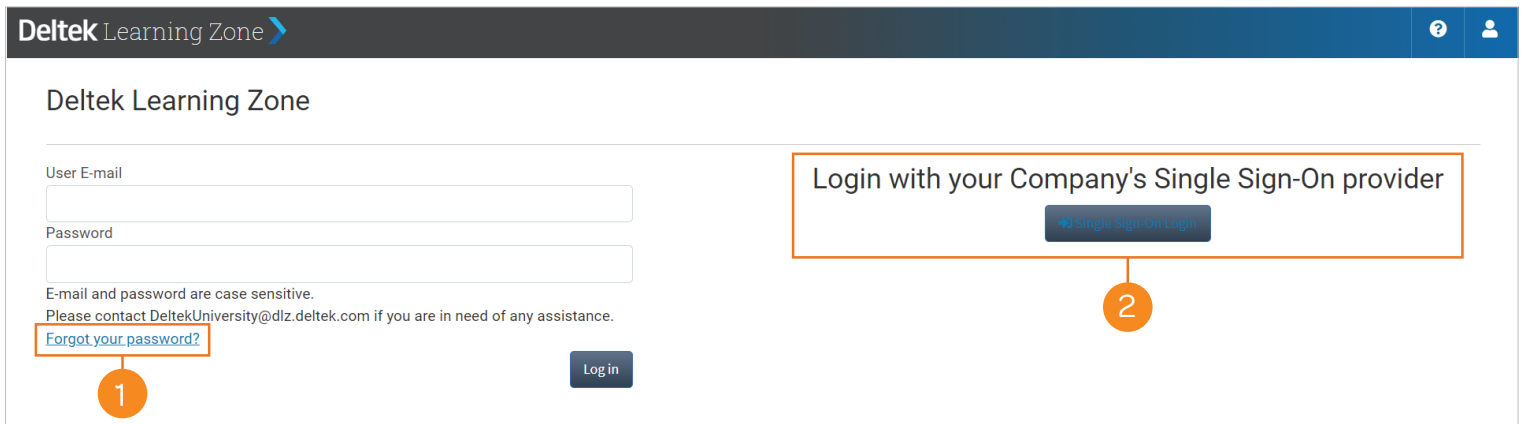 Deltek Learning Zone
Deltek Learning Zone
User E-mail
Password
E-mail and password are case sensitive.
Please contact DeltekUniversity@dlz.deltek.com if you are in need of any assistance.
Forgot your password?
Log in
1
Login with your Company's Single Sign-On provider
Single Sign-On Login
2